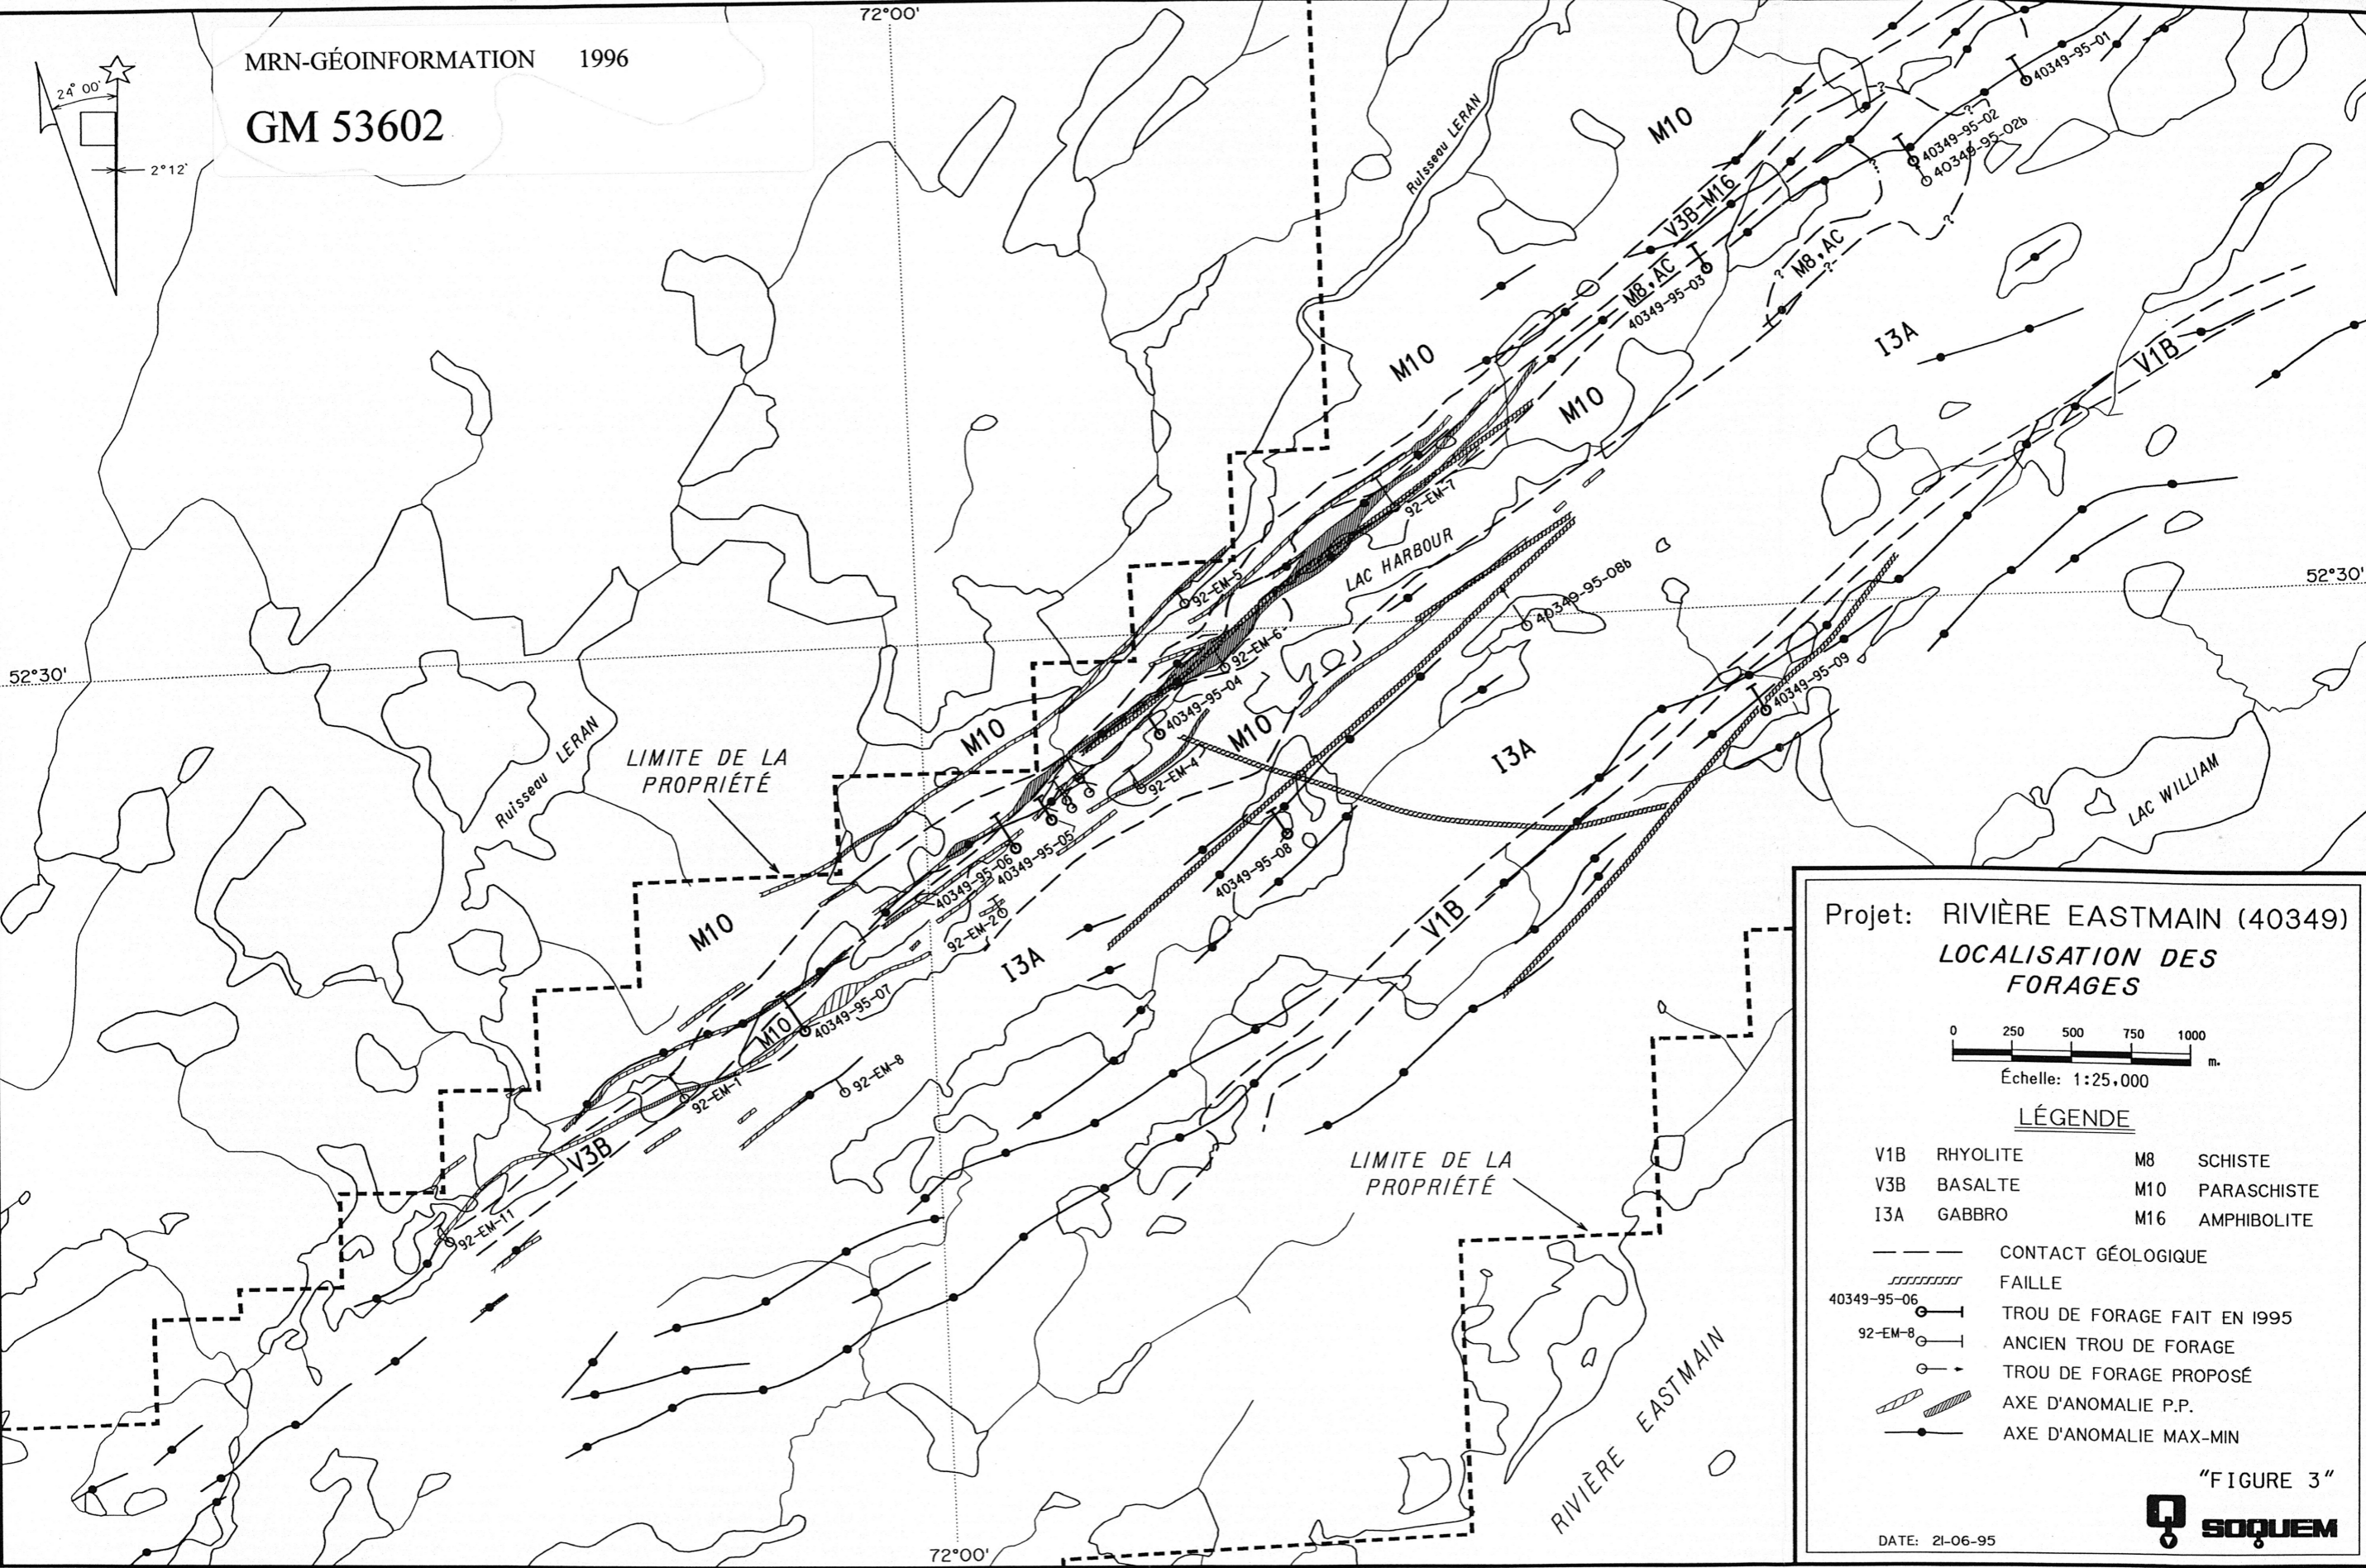 72°00'
MRN-GÉOINFORMATION 1996
GM 53602
24° 00'
2°12'
Ruisseau LERAN
M10
V3B-M16
M8,AC
40349-95-01
40349-95-02
40349-95-02b
40349-95-03
M8,AC
?
?
?
?
?
?
I3A
V1B
M10
M10
92-EM-7
LAC HARBOUR
92-EM-5
40349-95-08b
52°30'
52°30'
92-EM-6
40349-95-04
40349-95-09
M10
M10
92-EM-4
I3A
Ruisseau LERAN
LIMITE DE LA
PROPRIÉTÉ
LAC WILLIAM
40349-95-05
40349-95-06
40349-95-08
92-EM-2
M10
V1B
I3A
M10
40349-95-07
92-EM-8
92-EM-1
V3B
92-EM-11
LIMITE DE LA
PROPRIÉTÉ
RIVIÈRE EASTMAIN
72°00'
Projet: RIVIÈRE EASTMAIN (40349)
LOCALISATION DES
FORAGES
0 250 500 750 1000
m.
Échelle: 1:25,000
LÉGENDE
V1B RHYOLITE M8 SCHISTE
V3B BASALTE M10 PARASCHISTE
I3A GABBRO M16 AMPHIBOLITE
CONTACT GÉOLOGIQUE
FAILLE
40349-95-06 TROU DE FORAGE FAIT EN 1995
92-EM-8 ANCIEN TROU DE FORAGE
TROU DE FORAGE PROPOSÉ
AXE D'ANOMALIE P.P.
AXE D'ANOMALIE MAX-MIN
"FIGURE 3"
SOQUEM
DATE: 21-06-95